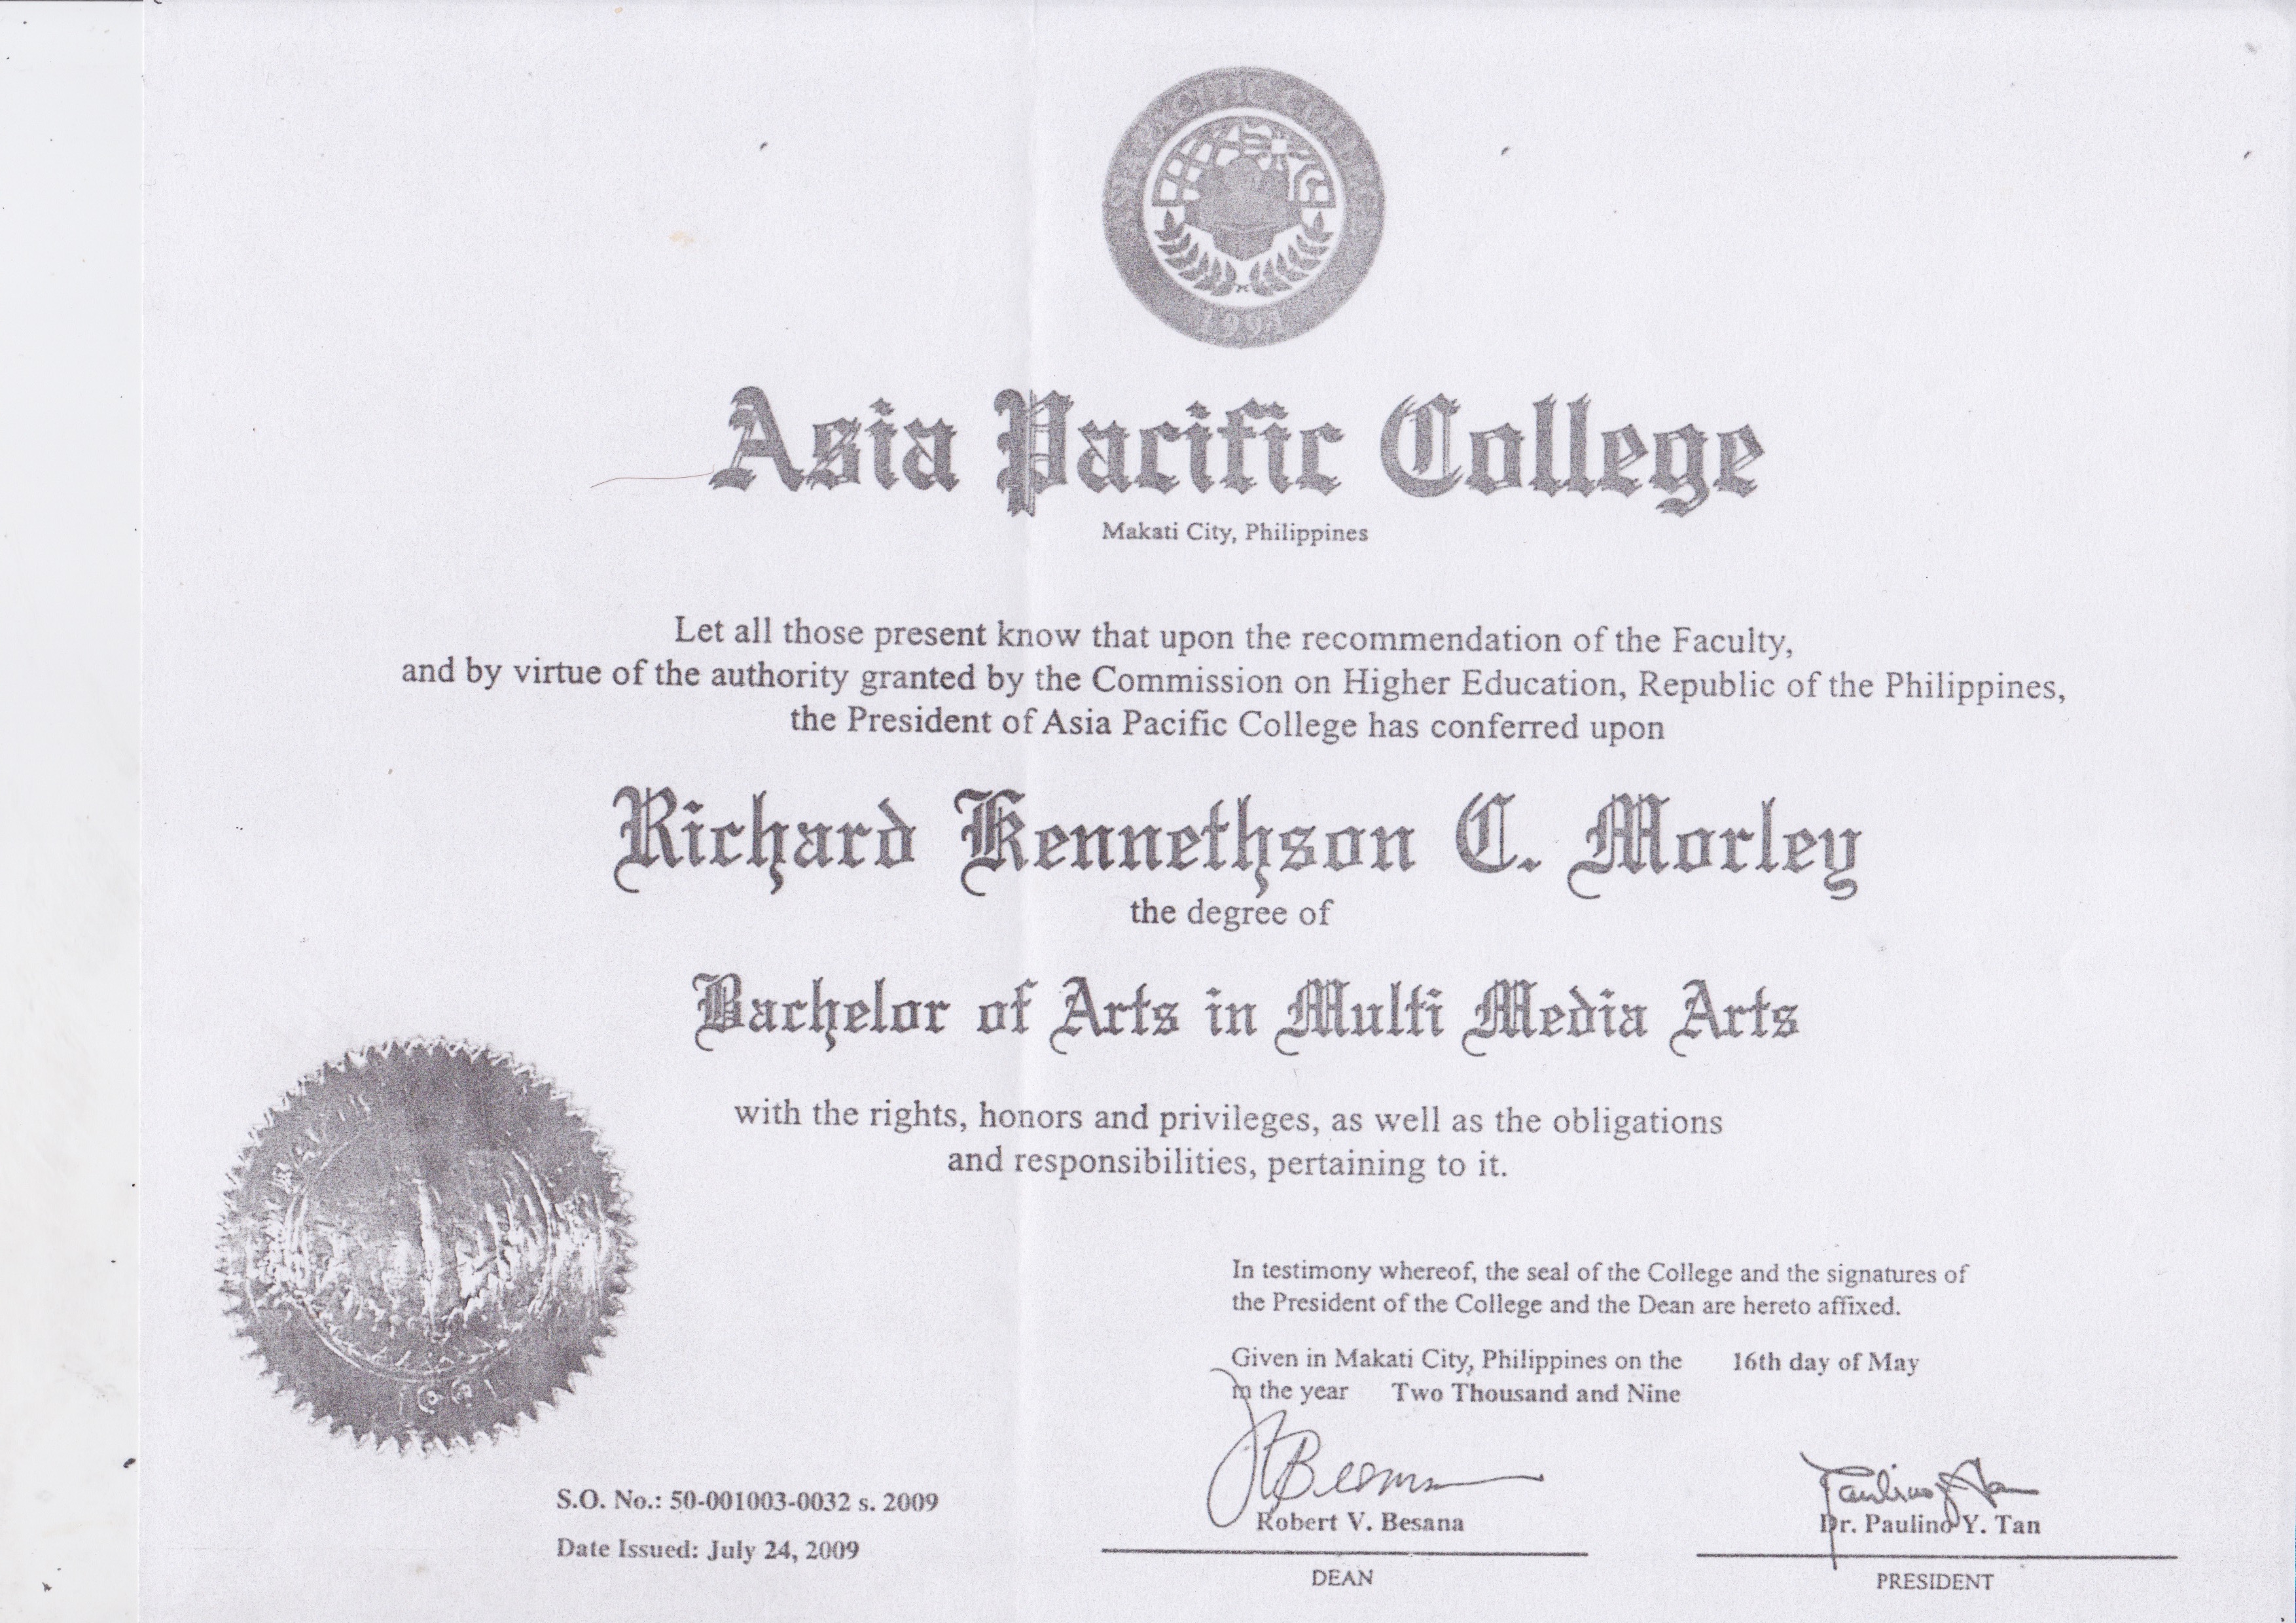 ASIA PACIFIC COLLEGE
1991
Asia Pacific College
Makati City, Philippines
Let all those present know that upon the recommendation of the Faculty,
and by virtue of the authority granted by the Commission on Higher Education, Republic of the Philippines,
the President of Asia Pacific College has conferred upon
Richard Kennethson C. Morley
the degree of
Bachelor of Arts in Multi Media Arts
with the rights, honors and privileges, as well as the obligations
and responsibilities, pertaining to it.
1991
In testimony whereof, the seal of the College and the signatures of
the President of the College and the Dean are hereto affixed.
Given in Makati City, Philippines on the 16th day of May
in the year Two Thousand and Nine
S.O. No.: 50-001003-0032 s. 2009
Date Issued: July 24, 2009
Robert V. Besana
DEAN
Dr. Paulino Y. Tan
PRESIDENT